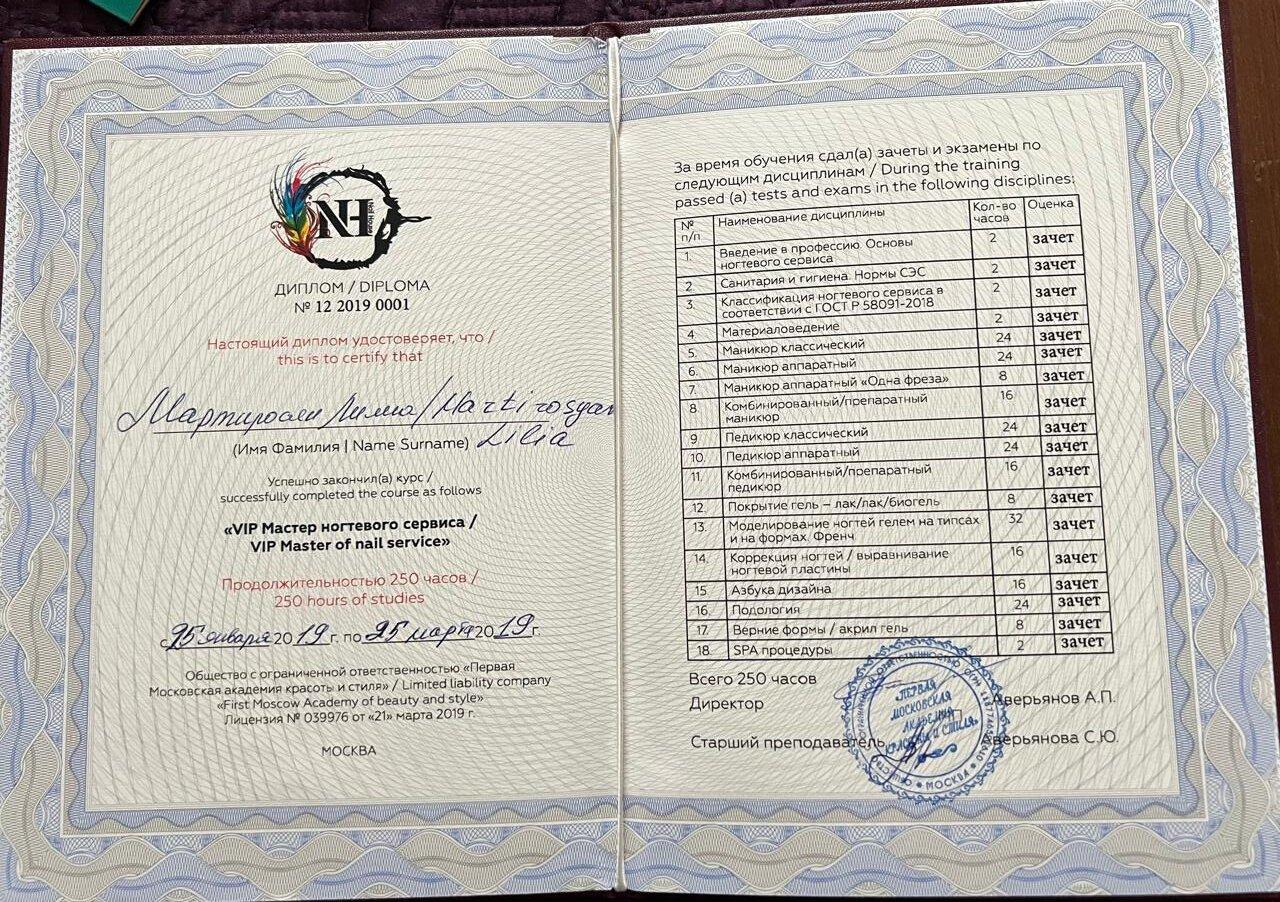 NH
Nail House
ДИПЛОМ / DIPLOMA
№ 12 2019 0001
Настоящий диплом удостоверяет, что /
this is to certify that
Мартиросян Лилиа/Martirosyan
Lilia
(Имя Фамилия | Name Surname)
Успешно закончил(а) курс /
successfully completed the course as follows
«VIP Мастер ногтевого сервиса /
VIP Master of nail service»
Продолжительностью 250 часов /
250 hours of studies
с января 2019 г. по 25 марта 2019 г.
Общество с ограниченной ответственностью «Первая
Московская академия красоты и стиля» / Limited liability company
«First Moscow Academy of beauty and style»
Лицензия № 039976 от «21» марта 2019 г.
МОСКВА
За время обучения сдал(а) зачеты и экзамены по
следующим дисциплинам / During the training
passed (a) tests and exams in the following disciplines:
№ п/п Наименование дисциплины Кол-во часов Оценка
1. Введение в профессию. Основы ногтевого сервиса 2 зачет
2. Санитария и гигиена. Нормы СЭС 2 зачет
3. Классификация ногтевого сервиса в соответствии с ГОСТ Р 58091-2018 2 зачет
4. Материаловедение 2 зачет
5. Маникюр классический 24 зачет
6. Маникюр аппаратный 24 зачет
7. Маникюр аппаратный «Одна фреза» 8 зачет
8. Комбинированный/препаратный маникюр 16 зачет
9. Педикюр классический 24 зачет
10. Педикюр аппаратный 24 зачет
11. Комбинированный/препаратный педикюр 16 зачет
12. Покрытие гель – лак/лак/биогель 8 зачет
13. Моделирование ногтей гелем на типсах и на формах. Френч 32 зачет
14. Коррекция ногтей / выравнивание ногтевой пластины 16 зачет
15 Азбука дизайна 16 зачет
16. Подология 24 зачет
17. Верние формы / акрил гель 8 зачет
18. SPA процедуры 2 зачет
Всего 250 часов
Директор Аверьянов А.П.
Старший преподаватель Аверьянова С.Ю.
«ПЕРВАЯ
МОСКОВСКАЯ
АКАДЕМИЯ
КРАСОТЫ И СТИЛЯ»
МОСКВА